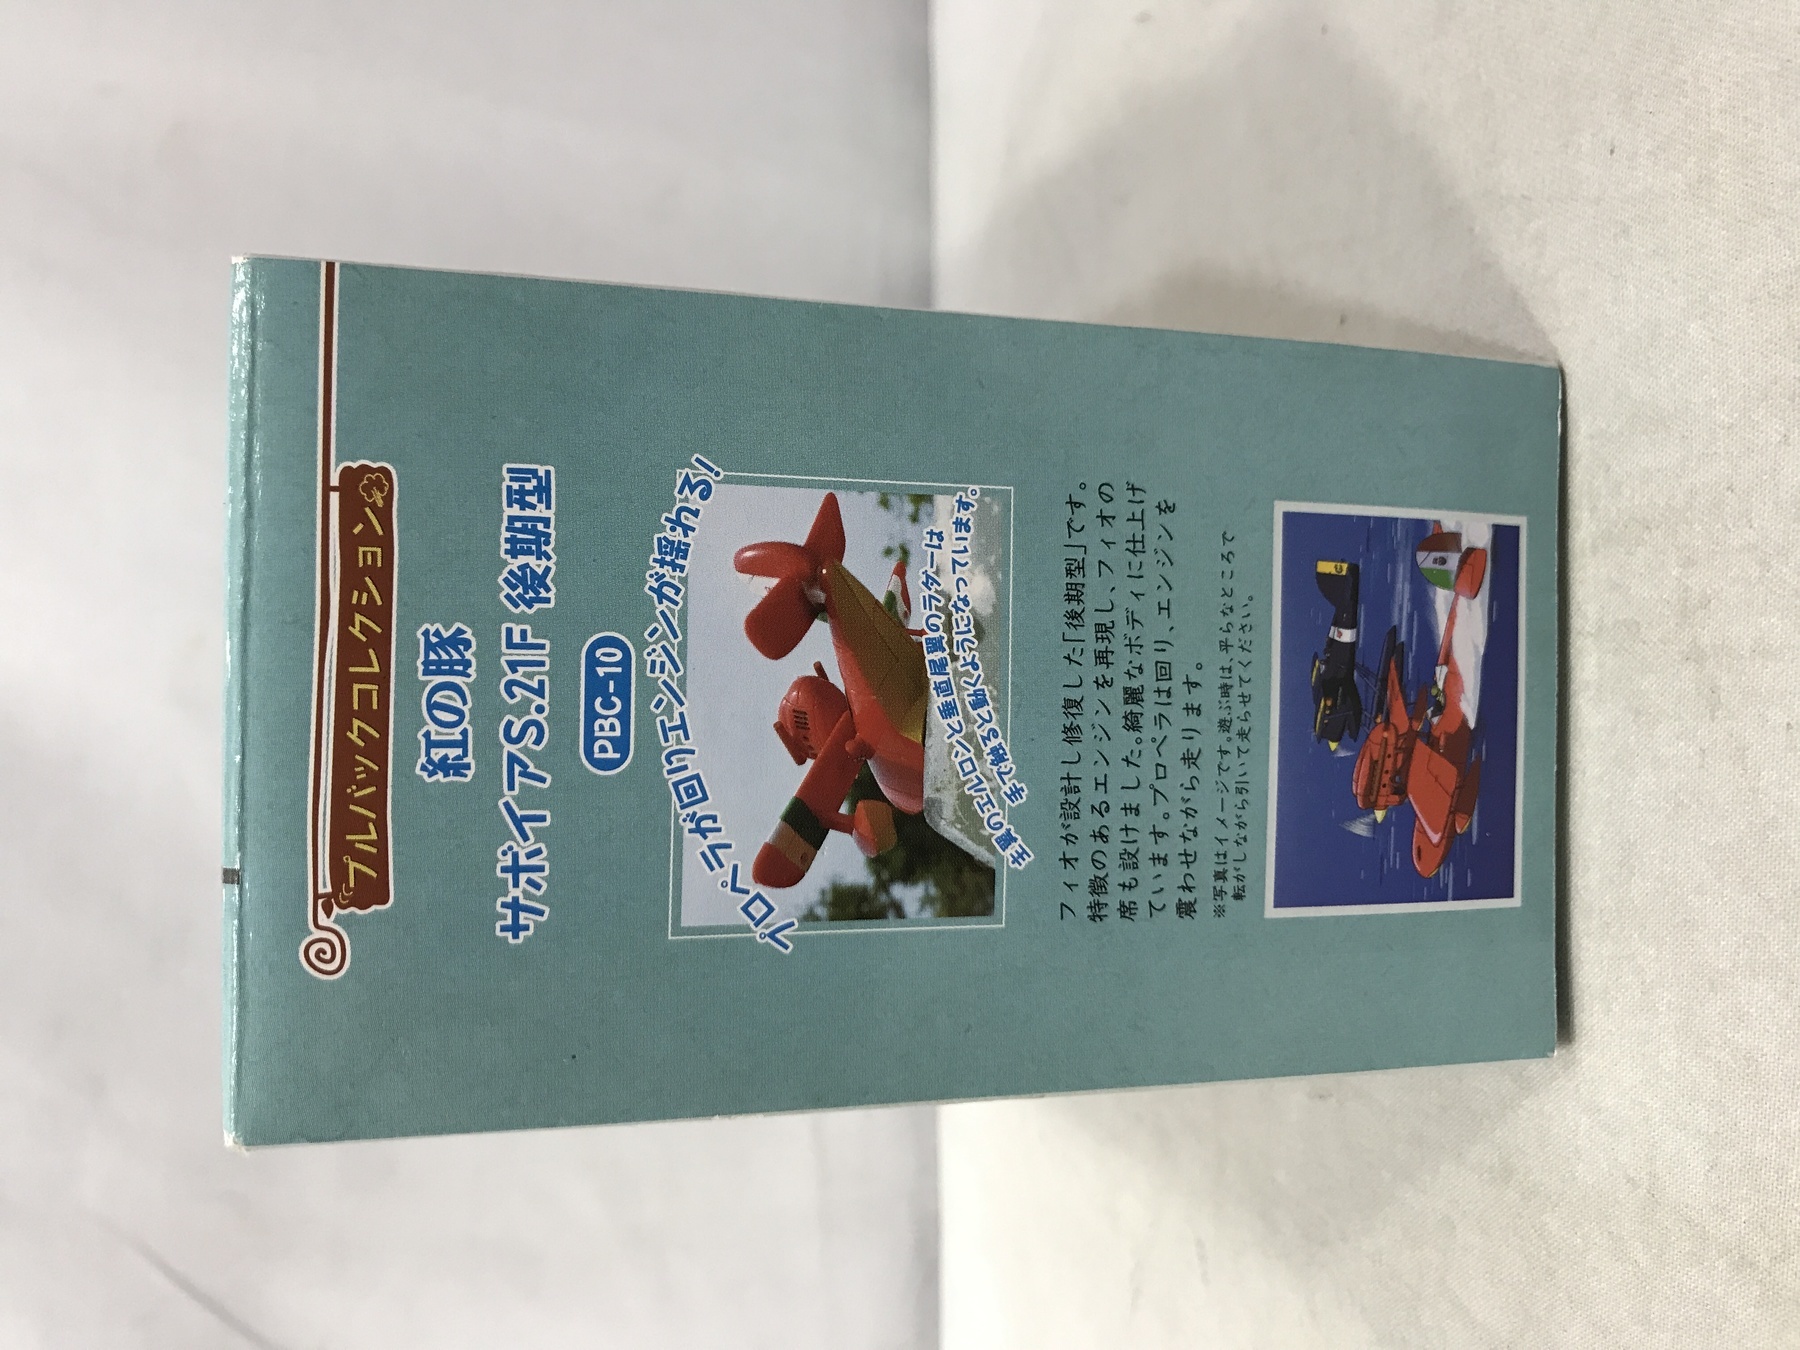 プルバックコレクション
紅の豚
サボイアS.21F 後期型
PBC-10
プロペラが回りエンジンが揺れる!
主翼のエルロンと垂直尾翼のラダーは
手で触ると動くようになっています。
フィオが設計し修復した「後期型」です。
特徴のあるエンジンを再現し、フィオの
席も設けました。綺麗なボディに仕上げ
ています。プロペラは回り、エンジンを
震わせながら走ります。
※写真はイメージです。遊ぶ時は、平らなところで
転がしながら引いて走らせてください。